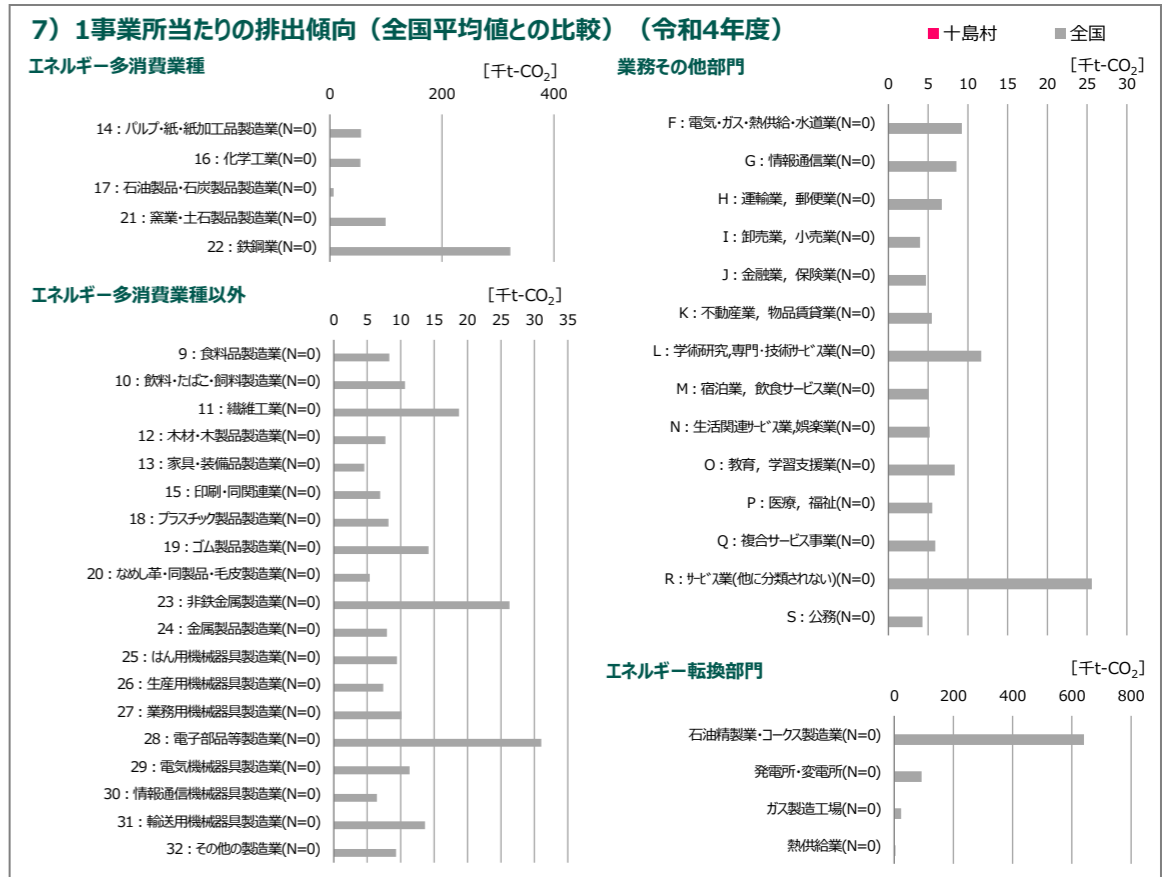 7）1事業所当たりの排出傾向（全国平均値との比較）（令和4年度）
■十島村 ■全国
エネルギー多消費業種
[千t-CO₂]
0 200 400
14：パルプ・紙・紙加工品製造業(N=0)
16：化学工業(N=0)
17：石油製品・石炭製品製造業(N=0)
21：窯業・土石製品製造業(N=0)
22：鉄鋼業(N=0)
エネルギー多消費業種以外
[千t-CO₂]
0 5 10 15 20 25 30 35
9：食料品製造業(N=0)
10：飲料・たばこ・飼料製造業(N=0)
11：繊維工業(N=0)
12：木材・木製品製造業(N=0)
13：家具・装備品製造業(N=0)
15：印刷・同関連業(N=0)
18：プラスチック製品製造業(N=0)
19：ゴム製品製造業(N=0)
20：なめし革・同製品・毛皮製造業(N=0)
23：非鉄金属製造業(N=0)
24：金属製品製造業(N=0)
25：はん用機械器具製造業(N=0)
26：生産用機械器具製造業(N=0)
27：業務用機械器具製造業(N=0)
28：電子部品等製造業(N=0)
29：電気機械器具製造業(N=0)
30：情報通信機械器具製造業(N=0)
31：輸送用機械器具製造業(N=0)
32：その他の製造業(N=0)
業務その他部門
[千t-CO₂]
0 5 10 15 20 25 30
F：電気・ガス・熱供給・水道業(N=0)
G：情報通信業(N=0)
H：運輸業，郵便業(N=0)
I：卸売業，小売業(N=0)
J：金融業，保険業(N=0)
K：不動産業，物品賃貸業(N=0)
L：学術研究,専門・技術サービス業(N=0)
M：宿泊業，飲食サービス業(N=0)
N：生活関連サービス業,娯楽業(N=0)
O：教育，学習支援業(N=0)
P：医療，福祉(N=0)
Q：複合サービス事業(N=0)
R：サービス業(他に分類されない)(N=0)
S：公務(N=0)
エネルギー転換部門
[千t-CO₂]
0 200 400 600 800
石油精製業・コークス製造業(N=0)
発電所・変電所(N=0)
ガス製造工場(N=0)
熱供給業(N=0)